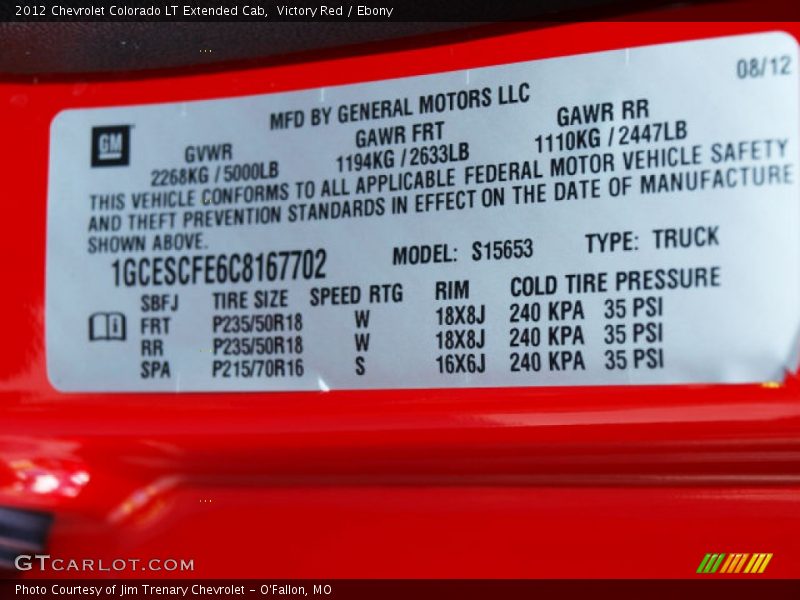 2012 Chevrolet Colorado LT Extended Cab,  Victory Red / Ebony
08/12
MFD BY GENERAL MOTORS LLC
GM
GVWR GAWR FRT GAWR RR
2268KG / 5000LB 1194KG / 2633LB 1110KG / 2447LB
THIS VEHICLE CONFORMS TO ALL APPLICABLE FEDERAL MOTOR VEHICLE SAFETY
AND THEFT PREVENTION STANDARDS IN EFFECT ON THE DATE OF MANUFACTURE
SHOWN ABOVE.
1GCESCFE6C8167702 MODEL: S15653 TYPE: TRUCK
SBFJ TIRE SIZE SPEED RTG RIM COLD TIRE PRESSURE
FRT P235/50R18 W 18X8J 240 KPA 35 PSI
RR P235/50R18 W 18X8J 240 KPA 35 PSI
SPA P215/70R16 S 16X6J 240 KPA 35 PSI
GTCARLOT.COM
Photo Courtesy of Jim Trenary Chevrolet - O'Fallon, MO